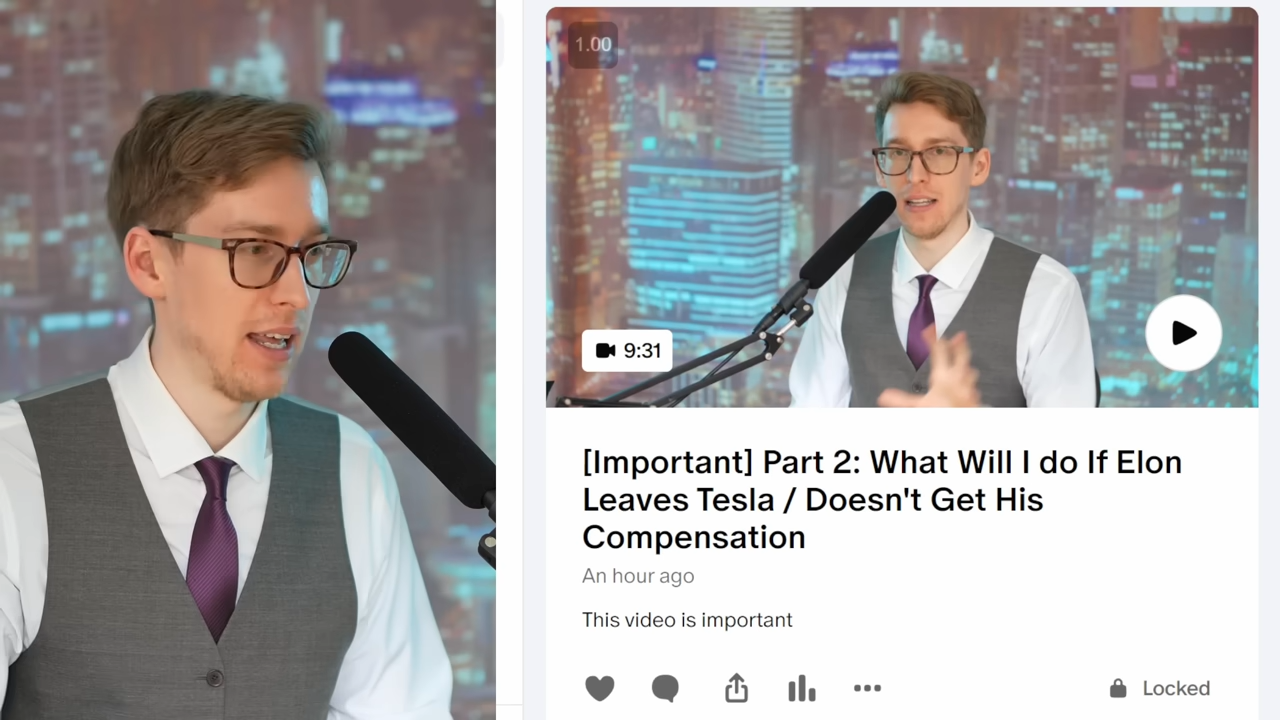 1.00
9:31
[Important] Part 2: What Will I do If Elon
Leaves Tesla / Doesn't Get His
Compensation
An hour ago
This video is important
Locked